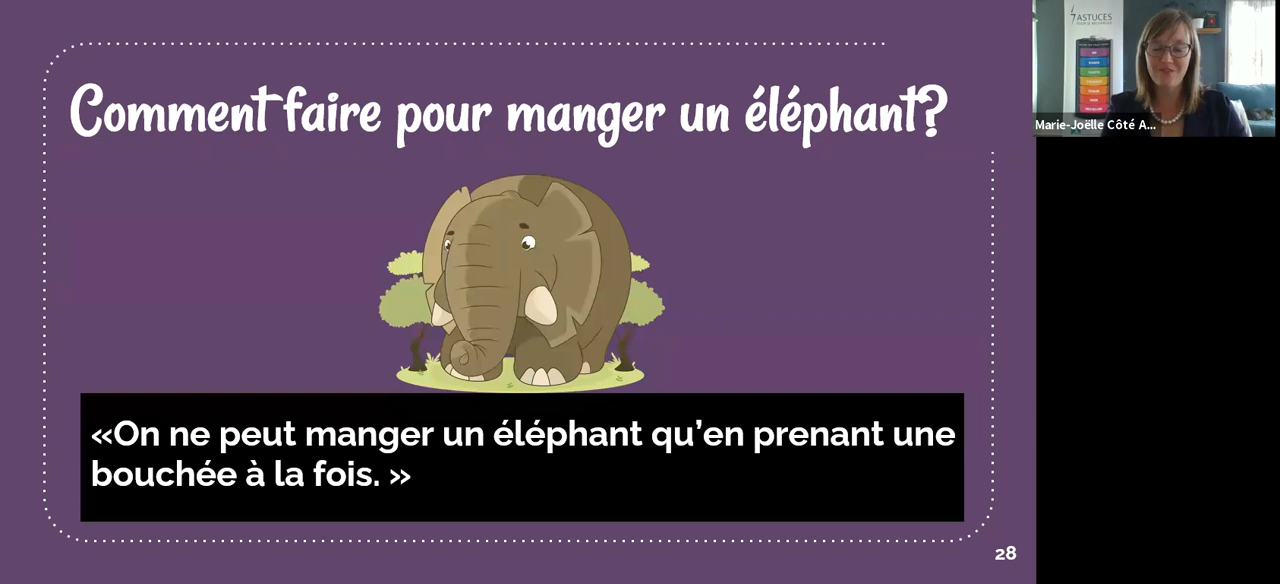 Comment faire pour manger un éléphant?
«On ne peut manger un éléphant qu’en prenant une
bouchée à la fois. »
28
7 ASTUCES
Marie-Joëlle Côté A...